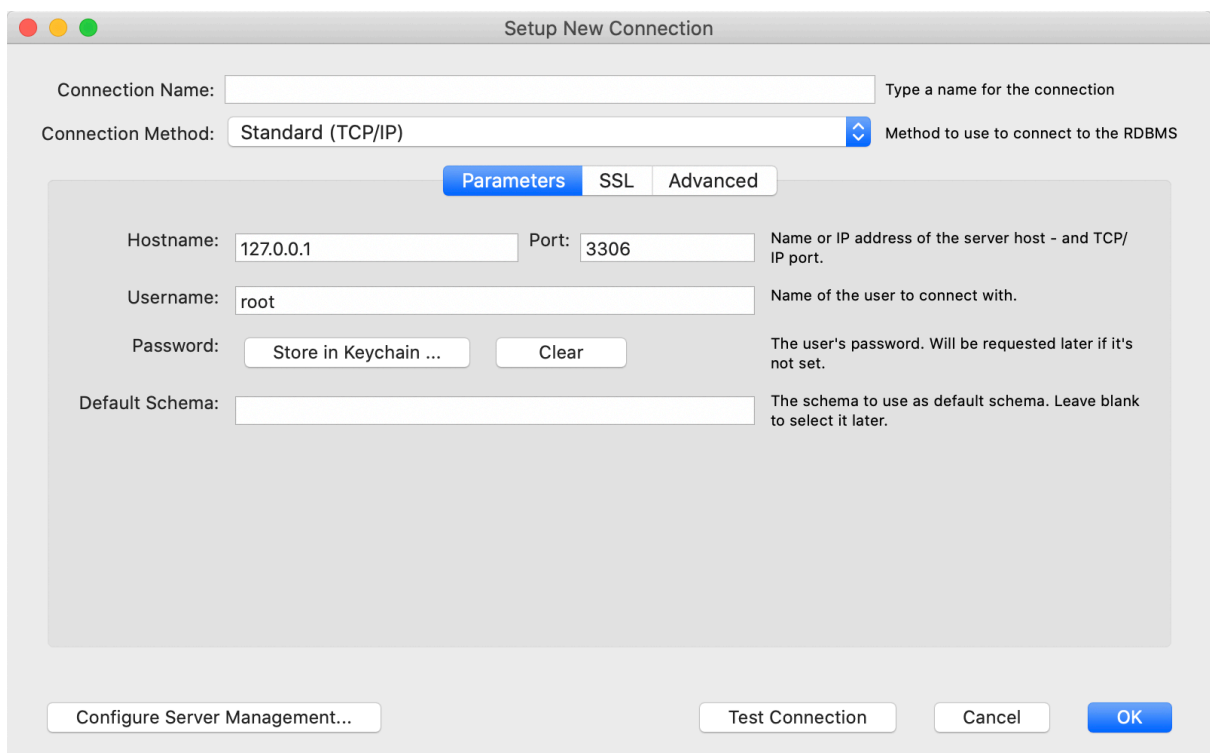 Setup New Connection
Connection Name: Type a name for the connection
Connection Method: Standard (TCP/IP) Method to use to connect to the RDBMS
Parameters SSL Advanced
Hostname: 127.0.0.1 Port: 3306 Name or IP address of the server host - and TCP/
IP port.
Username: root Name of the user to connect with.
Password: Store in Keychain ... Clear The user's password. Will be requested later if it's
not set.
Default Schema: The schema to use as default schema. Leave blank
to select it later.
Configure Server Management... Test Connection Cancel OK